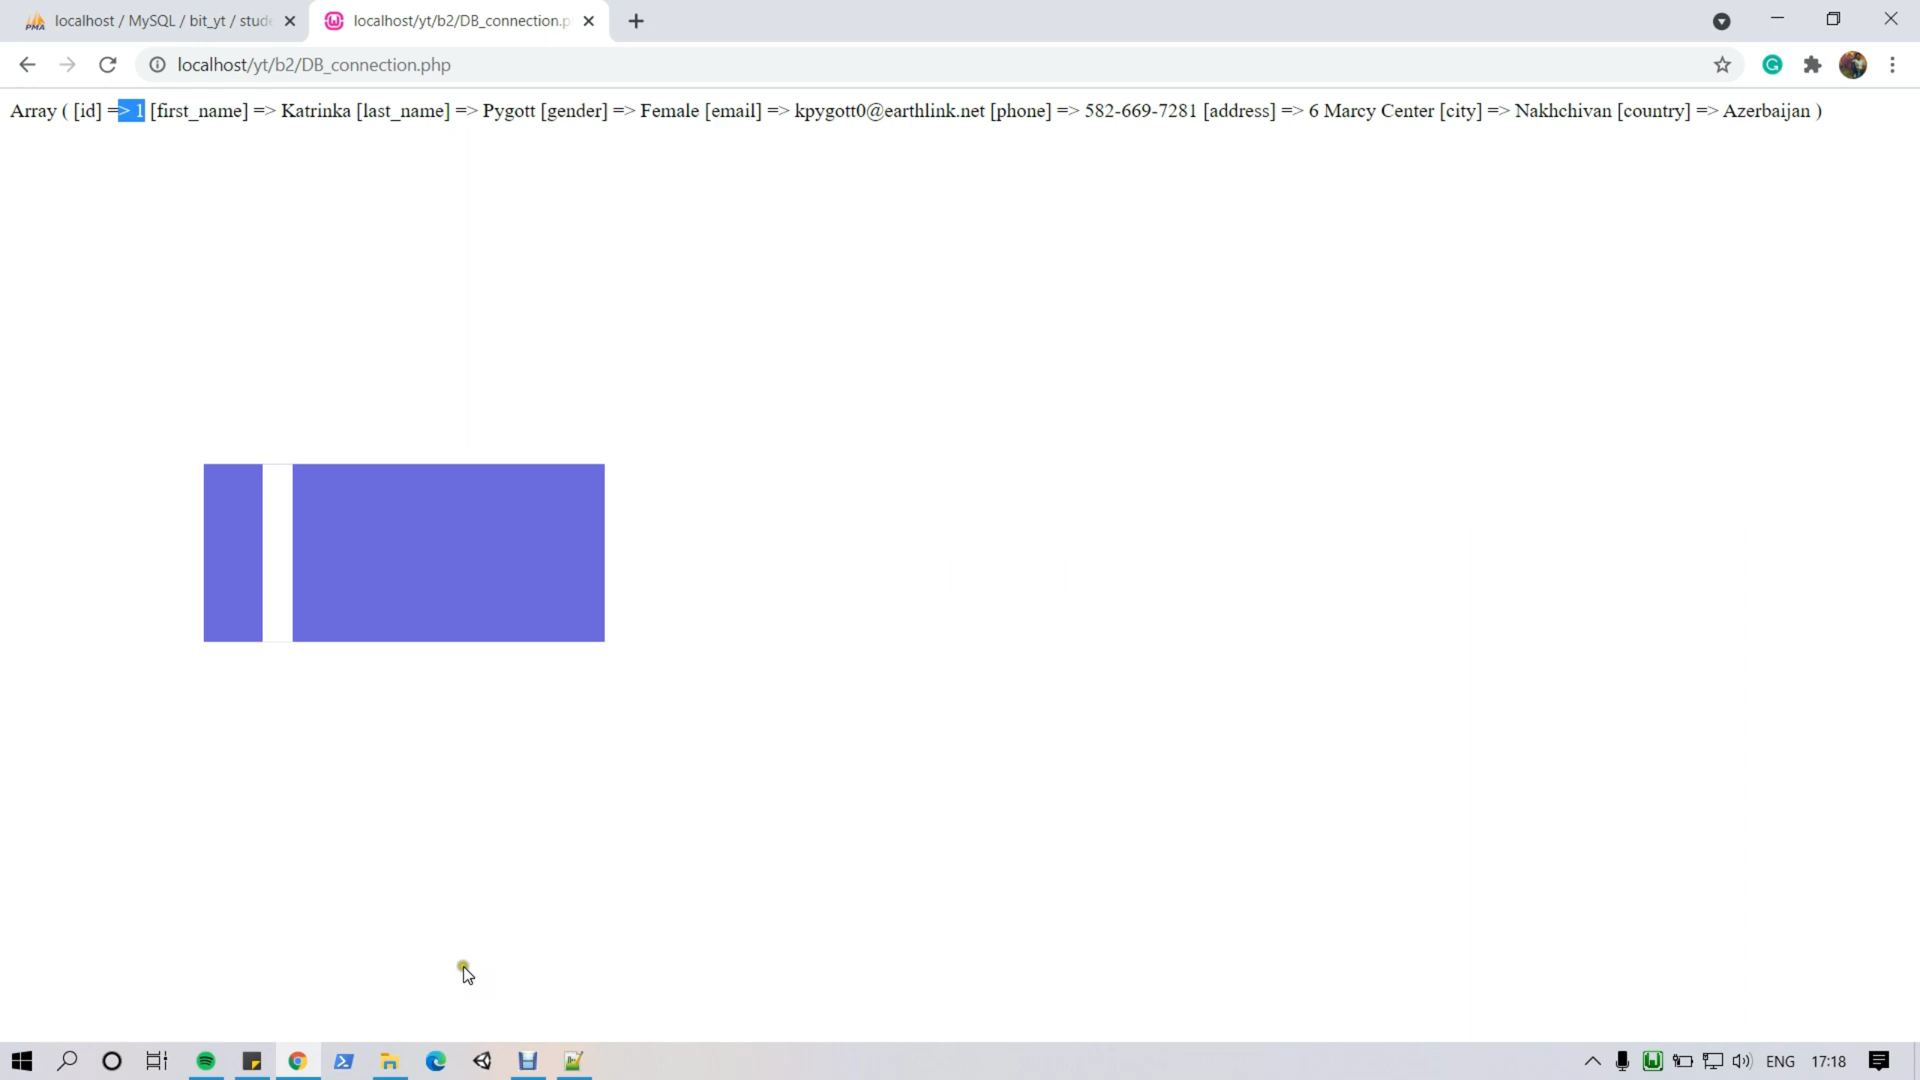 localhost / MySQL / bit_yt / stude
localhost/yt/b2/DB_connection.p
localhost/yt/b2/DB_connection.php
Array ( [id] => 1 [first_name] => Katrinka [last_name] => Pygott [gender] => Female [email] => kpygott0@earthlink.net [phone] => 582-669-7281 [address] => 6 Marcy Center [city] => Nakhchivan [country] => Azerbaijan )
ENG 17:18